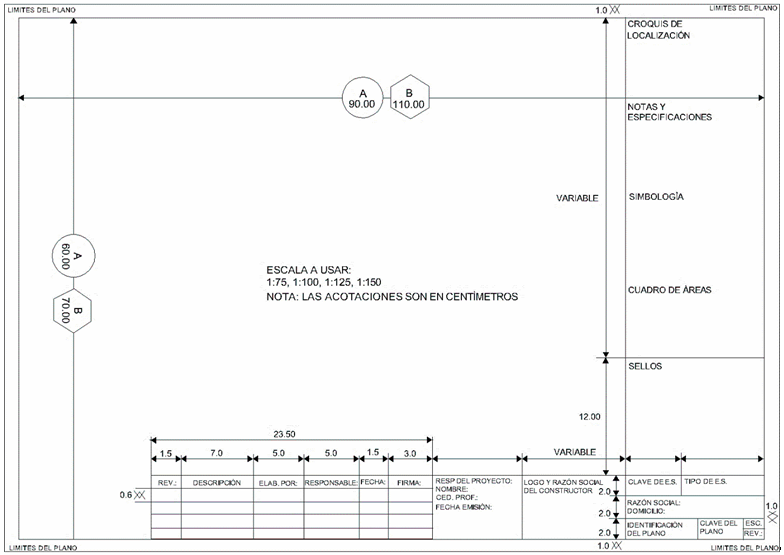 LIMITES DEL PLANO
1.0
LIMITES DEL PLANO
CROQUIS DE
LOCALIZACIÓN
A
90.00
B
110.00
NOTAS Y
ESPECIFICACIONES
VARIABLE
SIMBOLOGÍA
A
60.00
B
70.00
ESCALA A USAR:
1:75, 1:100, 1:125, 1:150
NOTA: LAS ACOTACIONES SON EN CENTÍMETROS
CUADRO DE ÁREAS
SELLOS
12.00
23.50
1.5
7.0
5.0
5.0
1.5
3.0
VARIABLE
REV.:
DESCRIPCIÓN
ELAB. POR:
RESPONSABLE:
FECHA:
FIRMA:
RESP DEL PROYECTO:
NOMBRE:
CED. PROF.:
FECHA EMISIÓN:
LOGO Y RAZÓN SOCIAL
DEL CONSTRUCTOR
2.0
CLAVE DE E.S.
TIPO DE E.S.
0.6
2.0
RAZÓN SOCIAL:
DOMICILIO:
1.0
2.0
IDENTIFICACIÓN
DEL PLANO
CLAVE DEL
PLANO
ESC.
REV.:
LIMITES DEL PLANO
1.0
LIMITES DEL PLANO